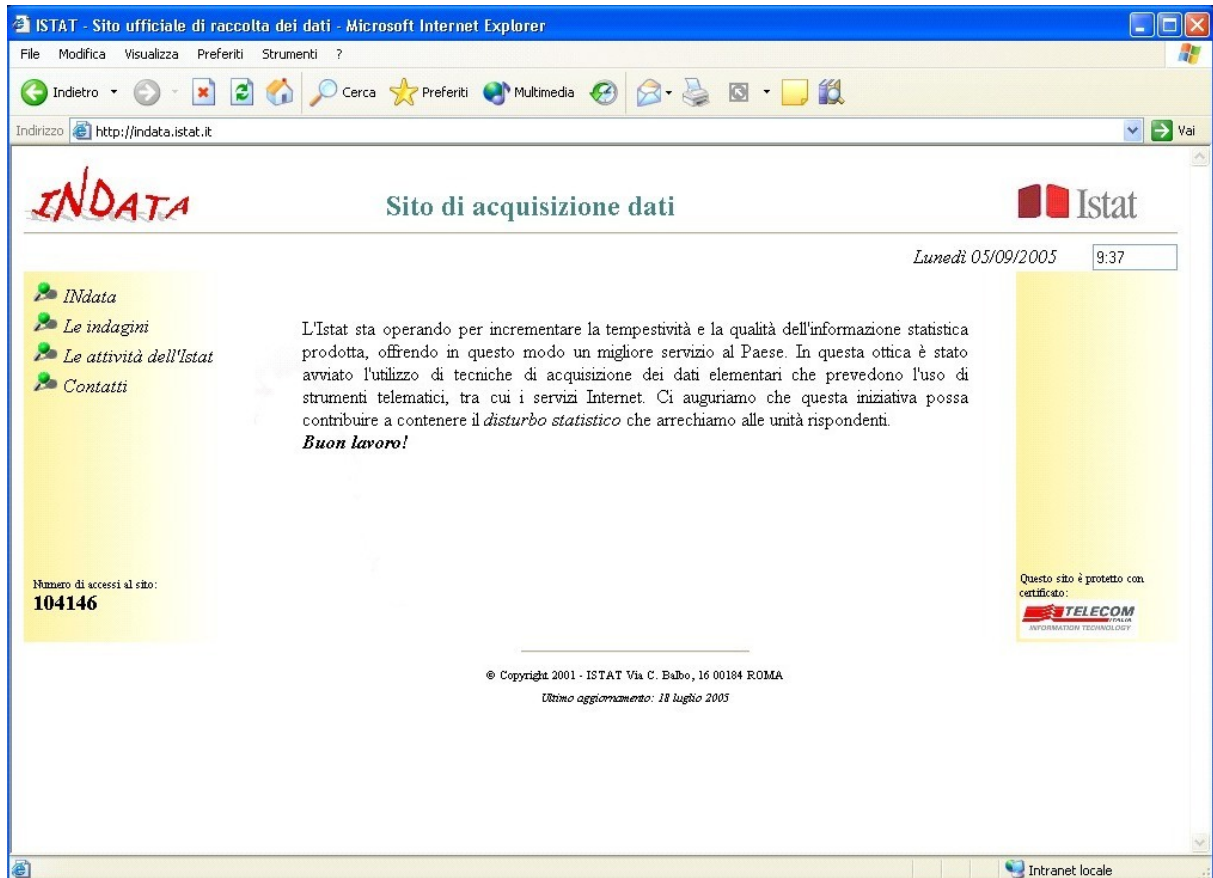 ISTAT - Sito ufficiale di raccolta dei dati - Microsoft Internet Explorer
File Modifica Visualizza Preferiti Strumenti ?
Indietro Cerca Preferiti Multimedia
Indirizzo http://indata.istat.it Vai
INDATA Sito di acquisizione dati Istat
Lunedì 05/09/2005 9:37
INdata
Le indagini
Le attività dell'Istat
Contatti
L'Istat sta operando per incrementare la tempestività e la qualità dell'informazione statistica
prodotta, offrendo in questo modo un migliore servizio al Paese. In questa ottica è stato
avviato l'utilizzo di tecniche di acquisizione dei dati elementari che prevedono l'uso di
strumenti telematici, tra cui i servizi Internet. Ci auguriamo che questa iniziativa possa
contribuire a contenere il disturbo statistico che arrechiamo alle unità rispondenti.
Buon lavoro!
Numero di accessi al sito:
104146
Questo sito è protetto con
certificato:
TELECOM
ITALIA
INFORMATION TECHNOLOGY
© Copyright 2001 - ISTAT Via C. Balbo, 16 00184 ROMA
Ultimo aggiornamento: 18 luglio 2005
Intranet locale